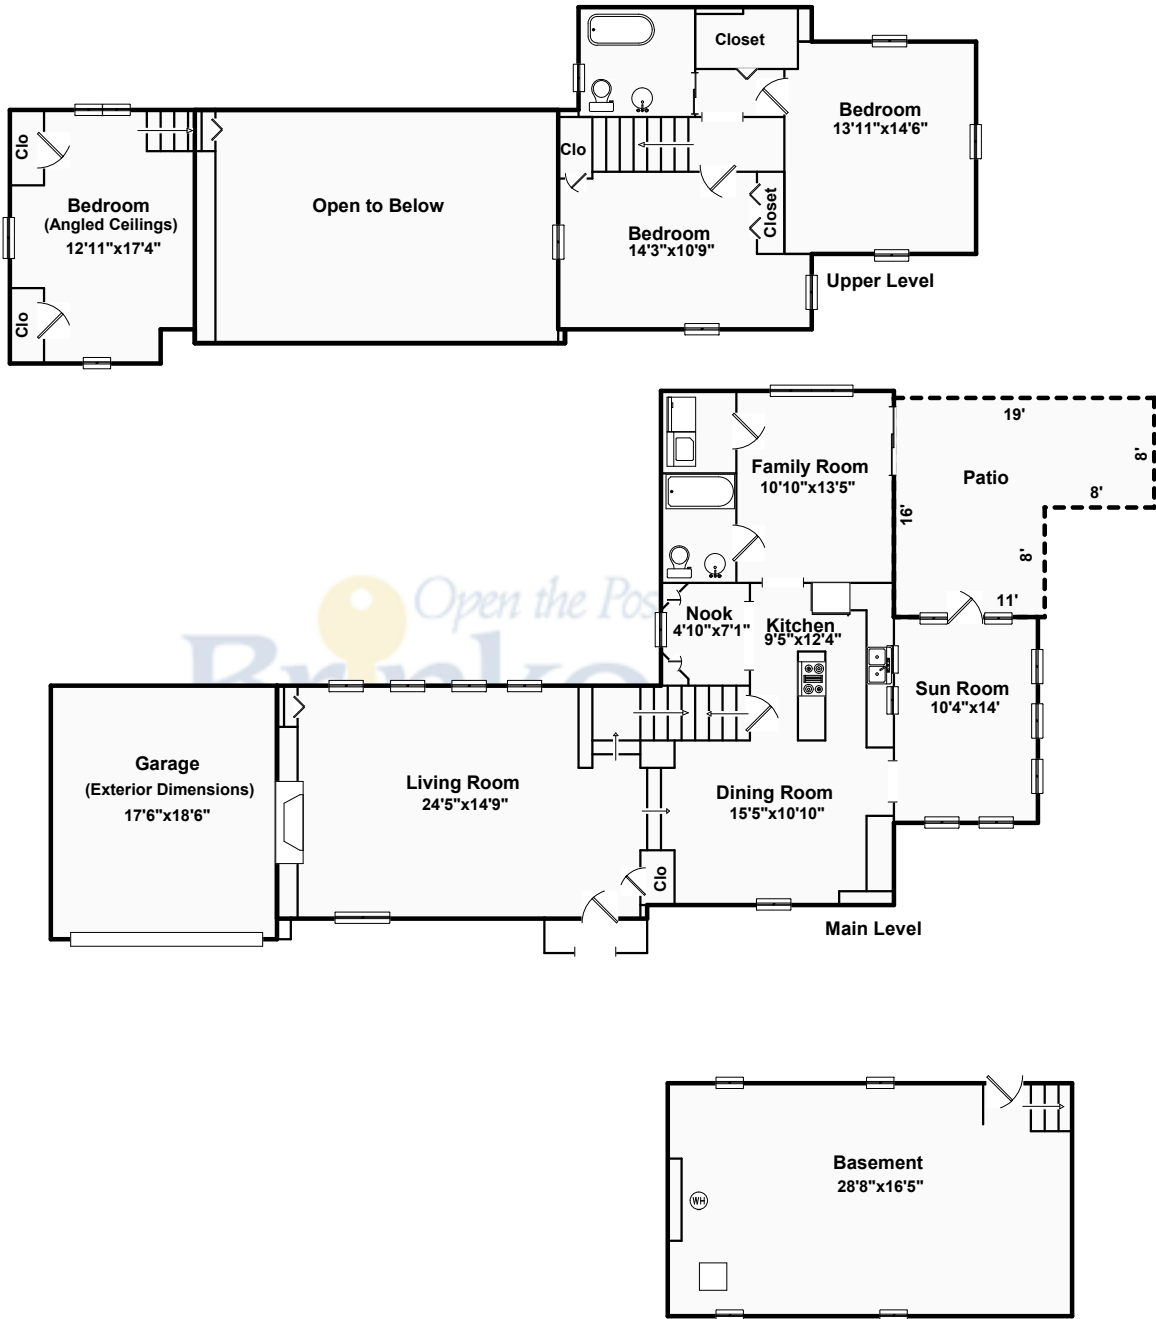 Closet
Bedroom
13'11"x14'6"
Clo
Clo
Bedroom
(Angled Ceilings)
12'11"x17'4"
Open to Below
Bedroom
14'3"x10'9"
Closet
Clo
Upper Level
19'
8'
Family Room
10'10"x13'5"
Patio
8'
16'
8'
11'
Open the Pos
Nook
4'10"x7'1"
Kitchen
9'5"x12'4"
Brinko
Sun Room
10'4"x14'
Garage
(Exterior Dimensions)
17'6"x18'6"
Living Room
24'5"x14'9"
Dining Room
15'5"x10'10"
Clo
Main Level
Basement
28'8"x16'5"
WH